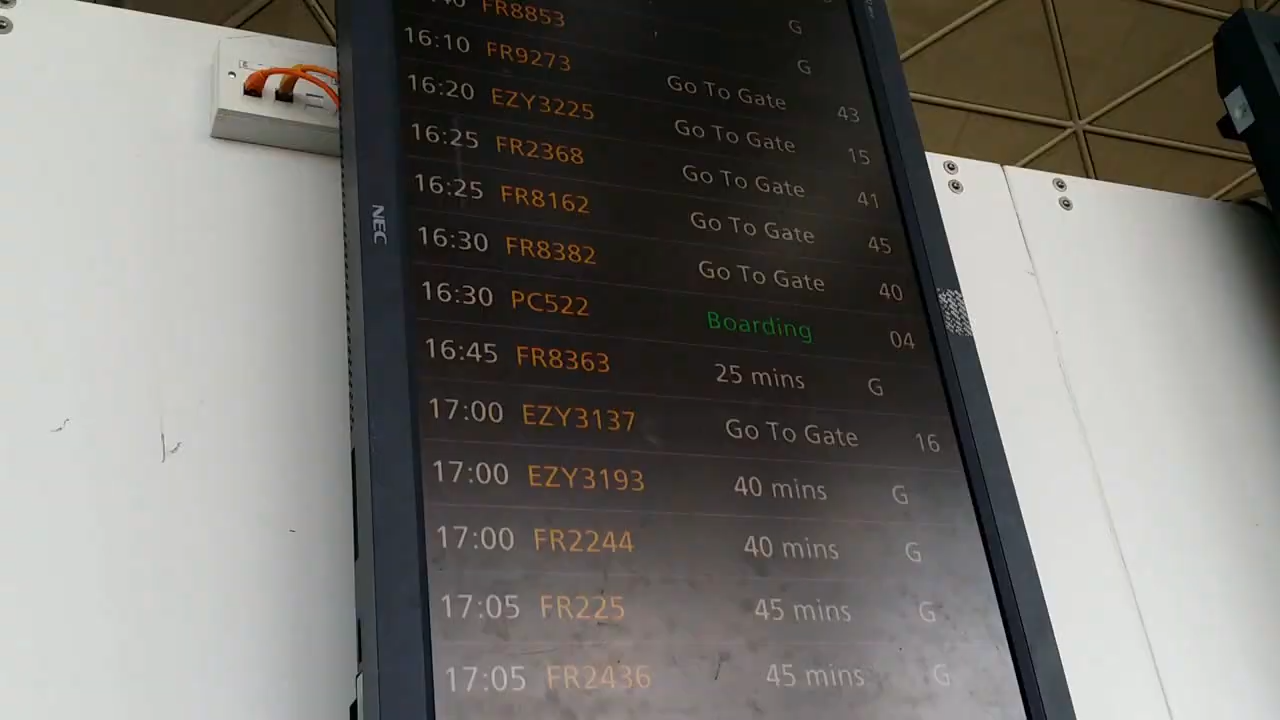 G
FR8853 G
16:10 FR9273 Go To Gate 43
16:20 EZY3225 Go To Gate 15
16:25 FR2368 Go To Gate 41
16:25 FR8162 Go To Gate 45
16:30 FR8382 Go To Gate 40
16:30 PC522 Boarding 04
16:45 FR8363 25 mins G
17:00 EZY3137 Go To Gate 16
17:00 EZY3193 40 mins G
17:00 FR2244 40 mins G
17:05 FR225 45 mins G
17:05 FR2436 45 mins G
NEC